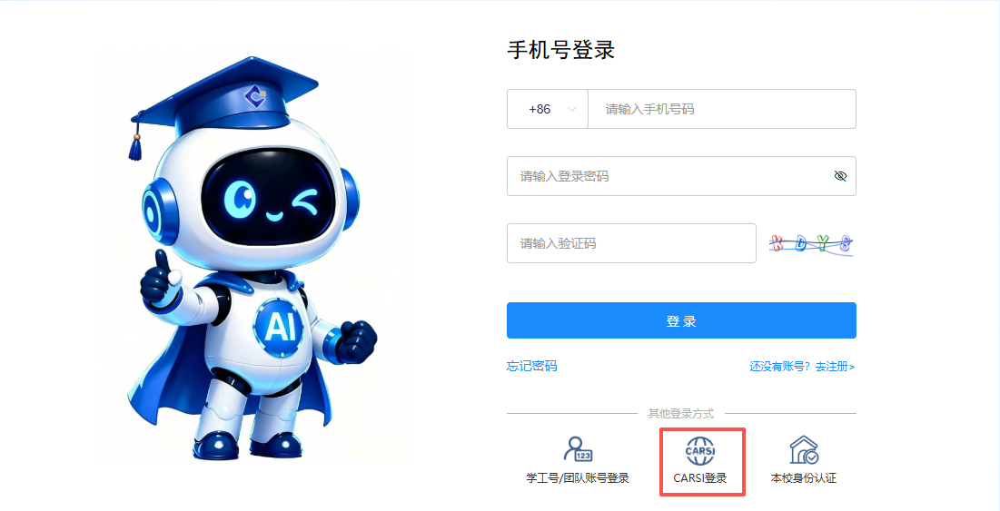 手机号登录
+86
请输入手机号码
请输入登录密码
请输入验证码
KDYB
登 录
忘记密码
还没有账号？去注册>
其他登录方式
AI
123
CARSI
学工号/团队账号登录
CARSI登录
本校身份认证